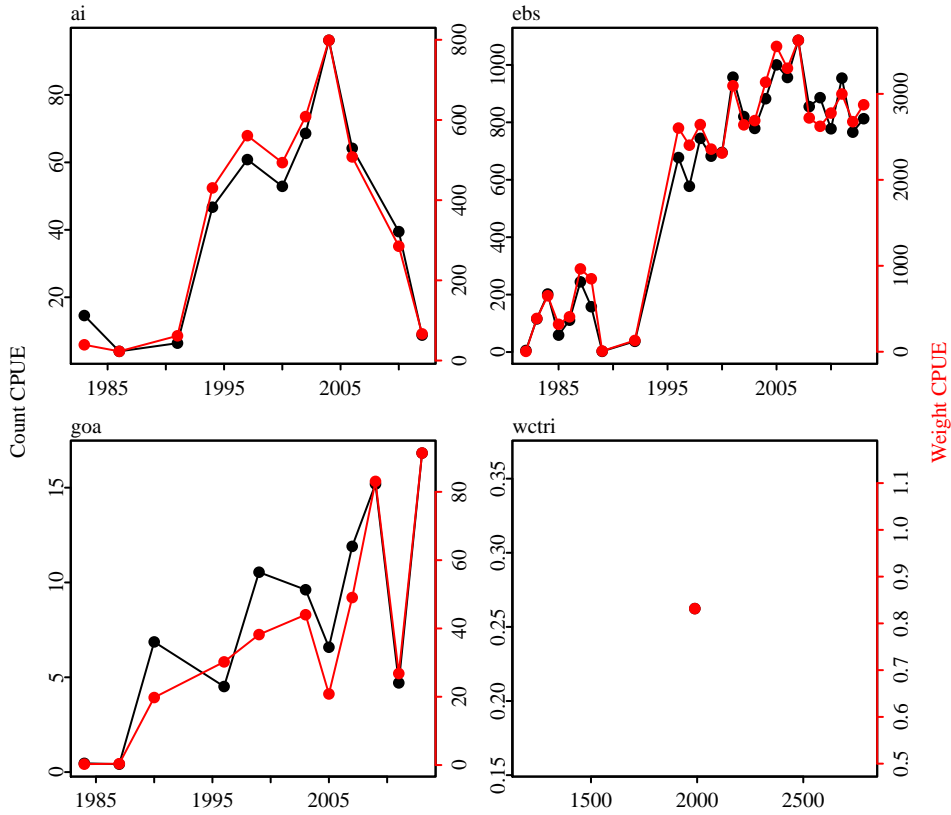 ai
20 40 60 80
0 200 400 600 800
1985 1995 2005
ebs
0 200 400 600 800 1000
0 1000 2000 3000
1985 1995 2005
Count CPUE
Weight CPUE
goa
0 5 10 15
0 20 40 60 80
1985 1995 2005
wctri
0.15 0.20 0.25 0.30 0.35
0.5 0.6 0.7 0.8 0.9 1.0 1.1
1500 2000 2500